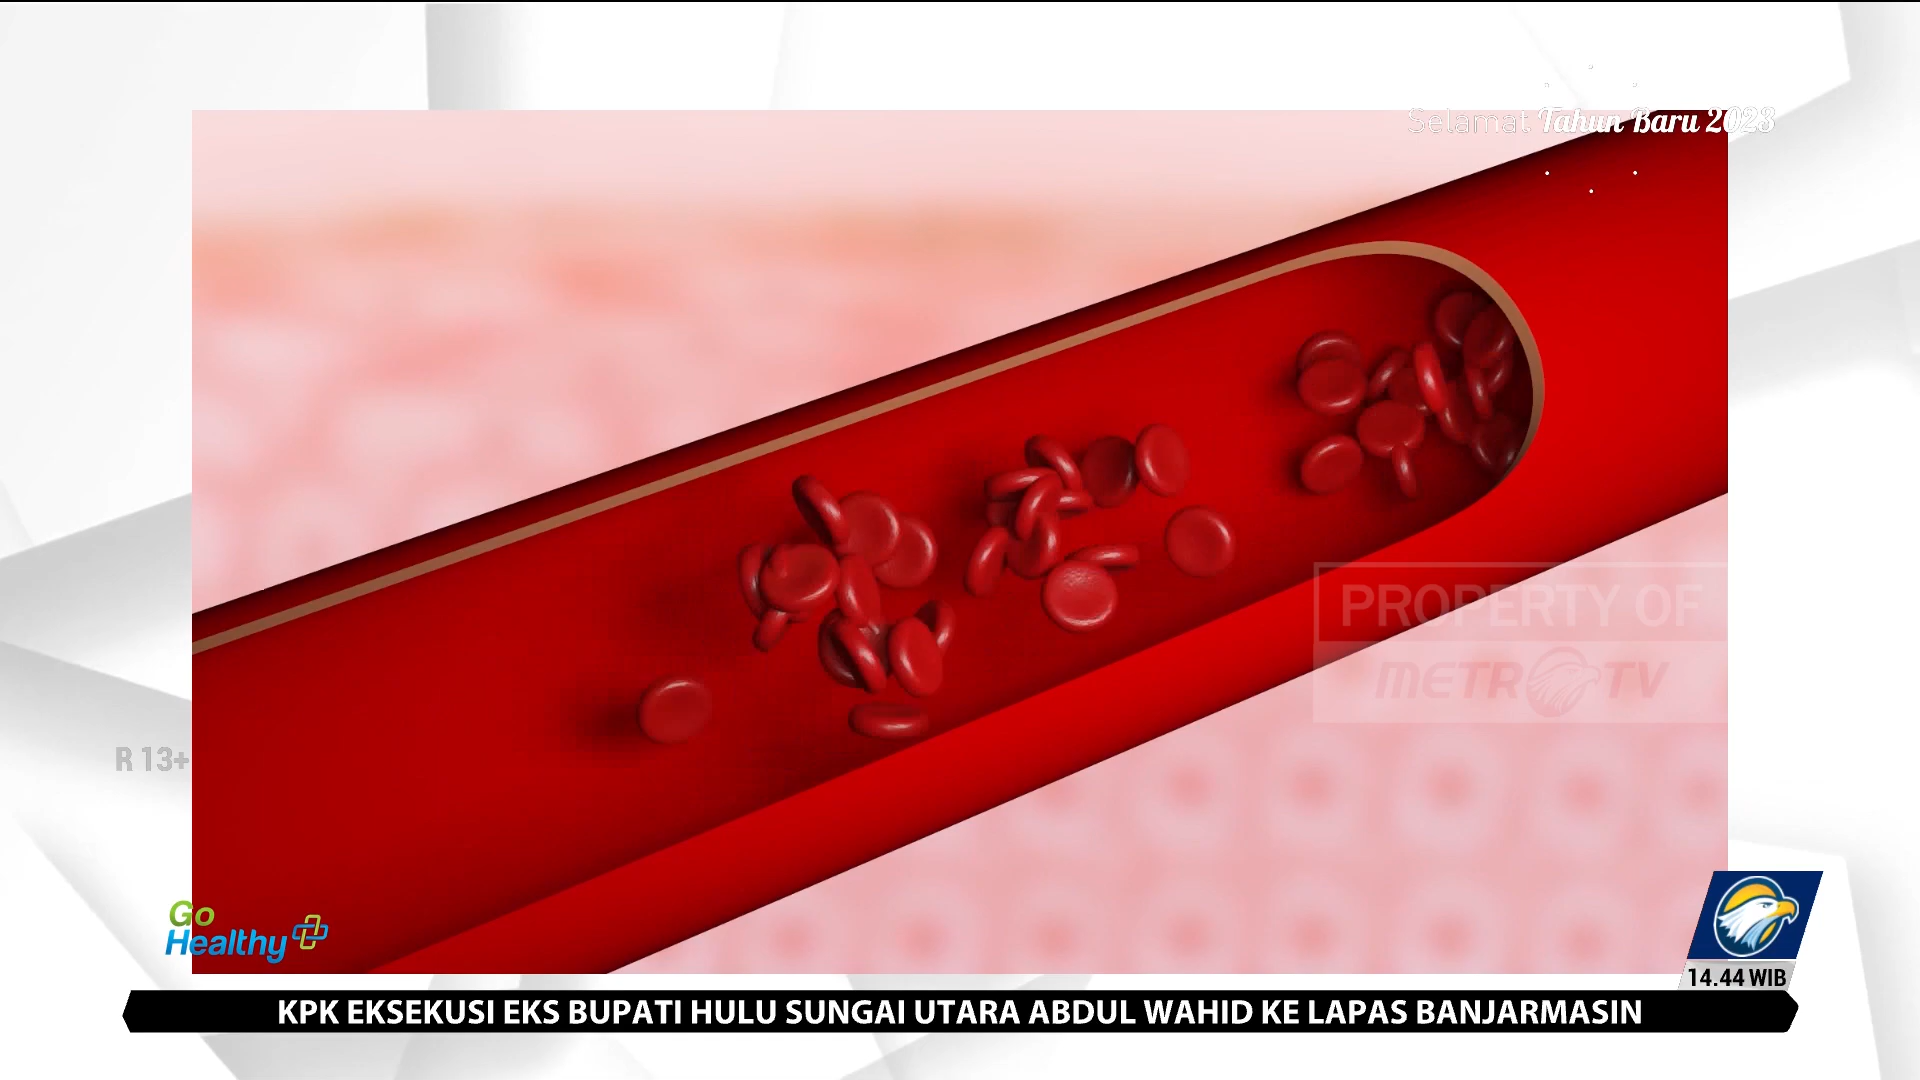 Selamat Tahun Baru 2028
PROPERTY OF
METRO TV
R 13+
Go
Healthy
14.44 WIB
KPK EKSEKUSI EKS BUPATI HULU SUNGAI UTARA ABDUL WAHID KE LAPAS BANJARMASIN